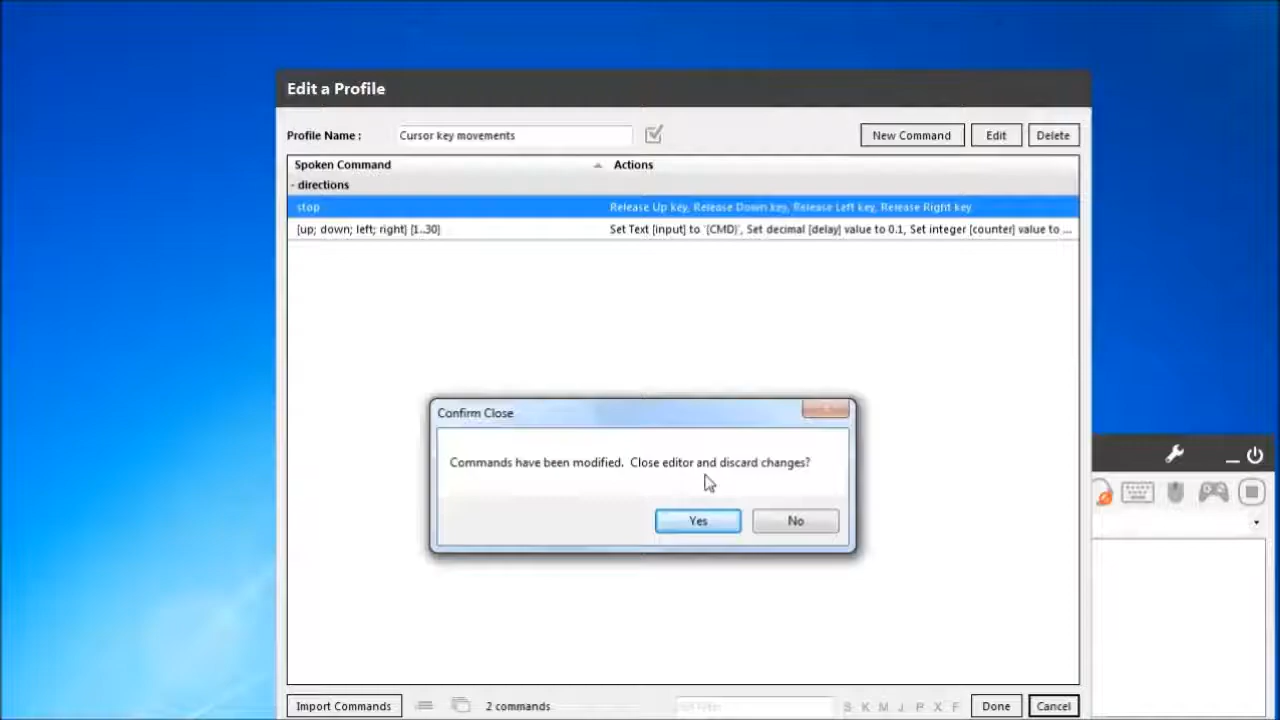 Edit a Profile
Profile Name : Cursor key movements New Command Edit Delete
Spoken Command Actions
- directions
stop Release Up key, Release Down key, Release Left key, Release Right key
[up; down; left; right] [1..30] Set Text [input] to '{CMD}', Set decimal [delay] value to 0.1, Set integer [counter] value to ...
Confirm Close
Commands have been modified. Close editor and discard changes?
Yes No
Import Commands 2 commands S K M J P X F Done Cancel